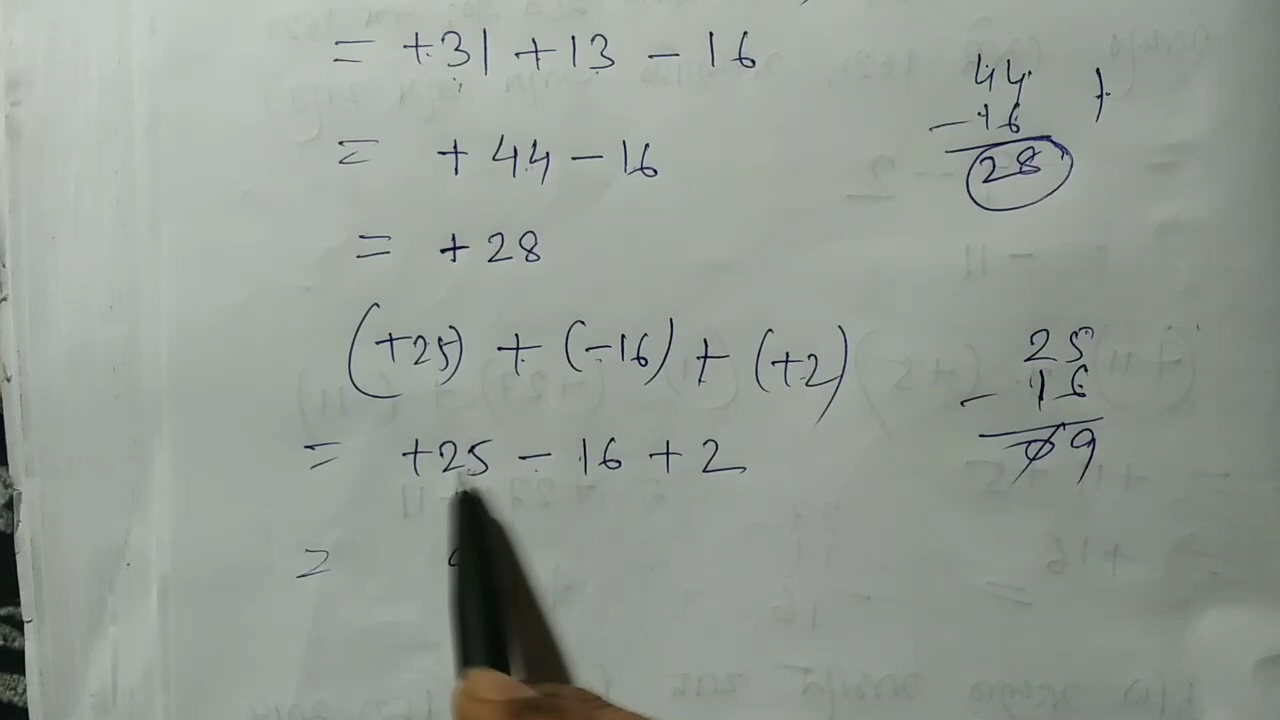 = +31 +13 - 16
= +44 - 16
= +28
44
-16
28
(+25) + (-16) + (+2)
= +25 - 16 + 2
=
25
- 16
09